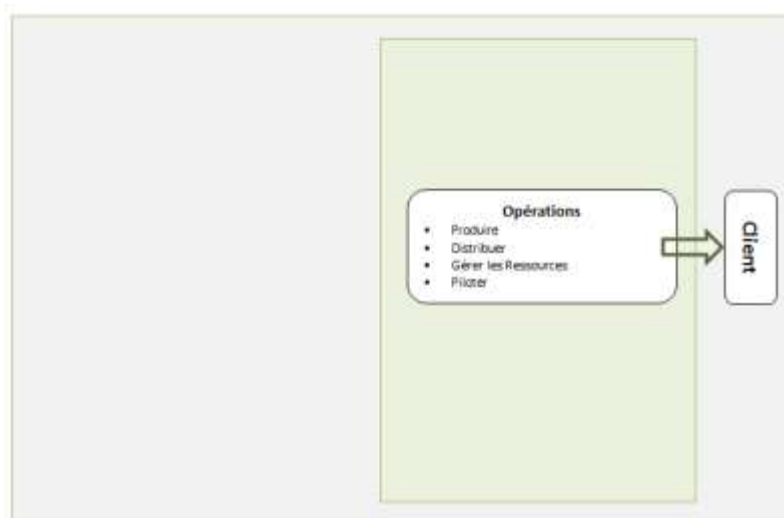 Opérations
• Produire
• Distribuer
• Gérer les Ressources
• Piloter
Client